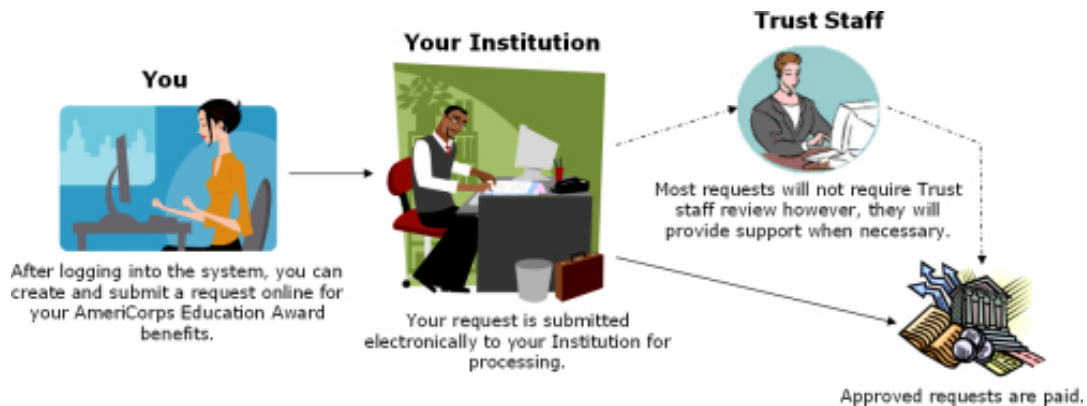 You
After logging into the system, you can
create and submit a request online for
your AmeriCorps Education Award
benefits.
Your Institution
Your request is submitted
electronically to your Institution for
processing.
Trust Staff
Most requests will not require Trust
staff review however, they will
provide support when necessary.
Approved requests are paid.